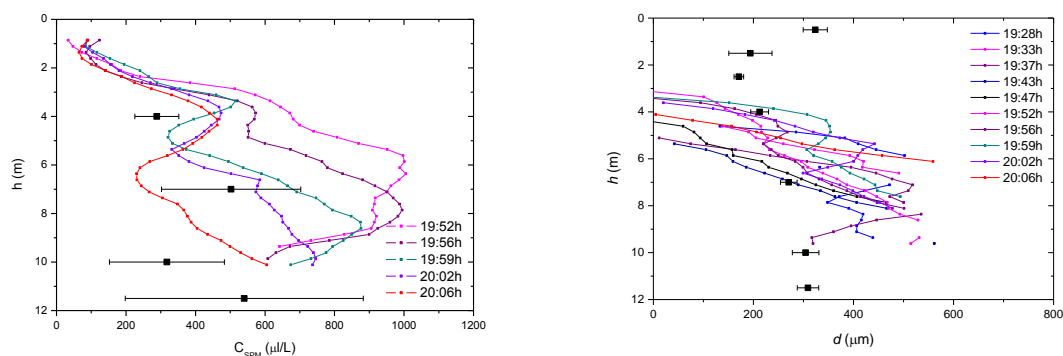 0
2
4
6
8
10
12
h (m)
0 200 400 600 800 1000 1200
C_SPM (μl/L)
19:52h
19:56h
19:59h
20:02h
20:06h
0
2
4
6
8
10
12
h (m)
0 200 400 600 800
d (μm)
19:28h
19:33h
19:37h
19:43h
19:47h
19:52h
19:56h
19:59h
20:02h
20:06h